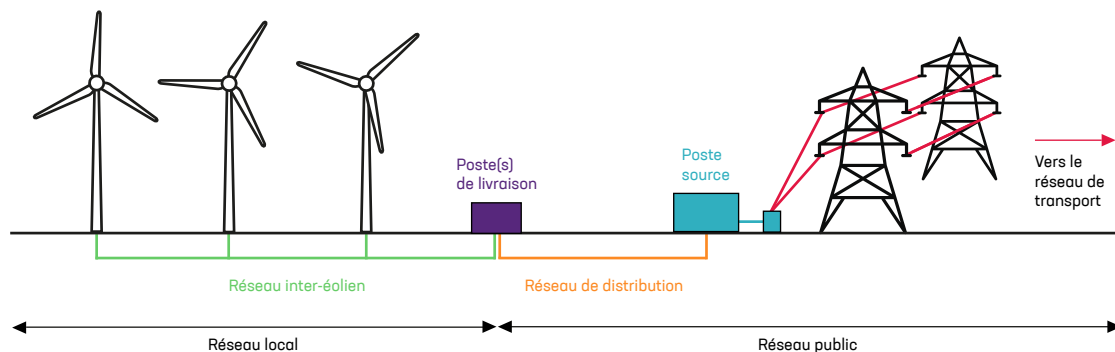 Poste(s)
de livraison
Poste
source
Vers le
réseau de
transport
Réseau inter-éolien
Réseau de distribution
Réseau local
Réseau public